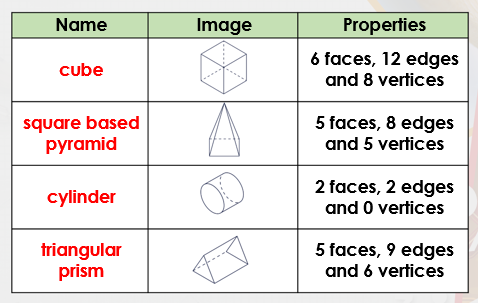 Name Image Properties
cube
6 faces, 12 edges
and 8 vertices
square based
pyramid
5 faces, 8 edges
and 5 vertices
cylinder
2 faces, 2 edges
and 0 vertices
triangular
prism
5 faces, 9 edges
and 6 vertices